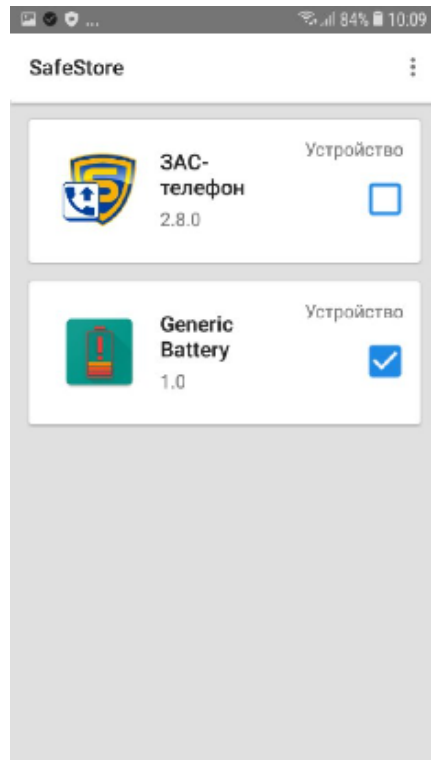 ... 84% 10.09
SafeStore
Устройство
ЗАС-
телефон
2.8.0
Устройство
Generic
Battery
1.0